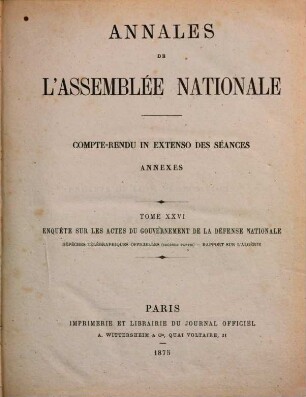 ANNALES
DE
L'ASSEMBLÉE NATIONALE
COMPTE-RENDU IN EXTENSO DES SÉANCES
ANNEXES
TOME XXVI
ENQUÊTE SUR LES ACTES DU GOUVERNEMENT DE LA DÉFENSE NATIONALE
DÉPÊCHES TÉLÉGRAPHIQUES OFFICIELLES — RAPPORT SUR L'ALGÉRIE
PARIS
IMPRIMERIE ET LIBRAIRIE DU JOURNAL OFFICIEL
A. WITTERSHEIM & Cie, QUAI VOLTAIRE, 31
1875